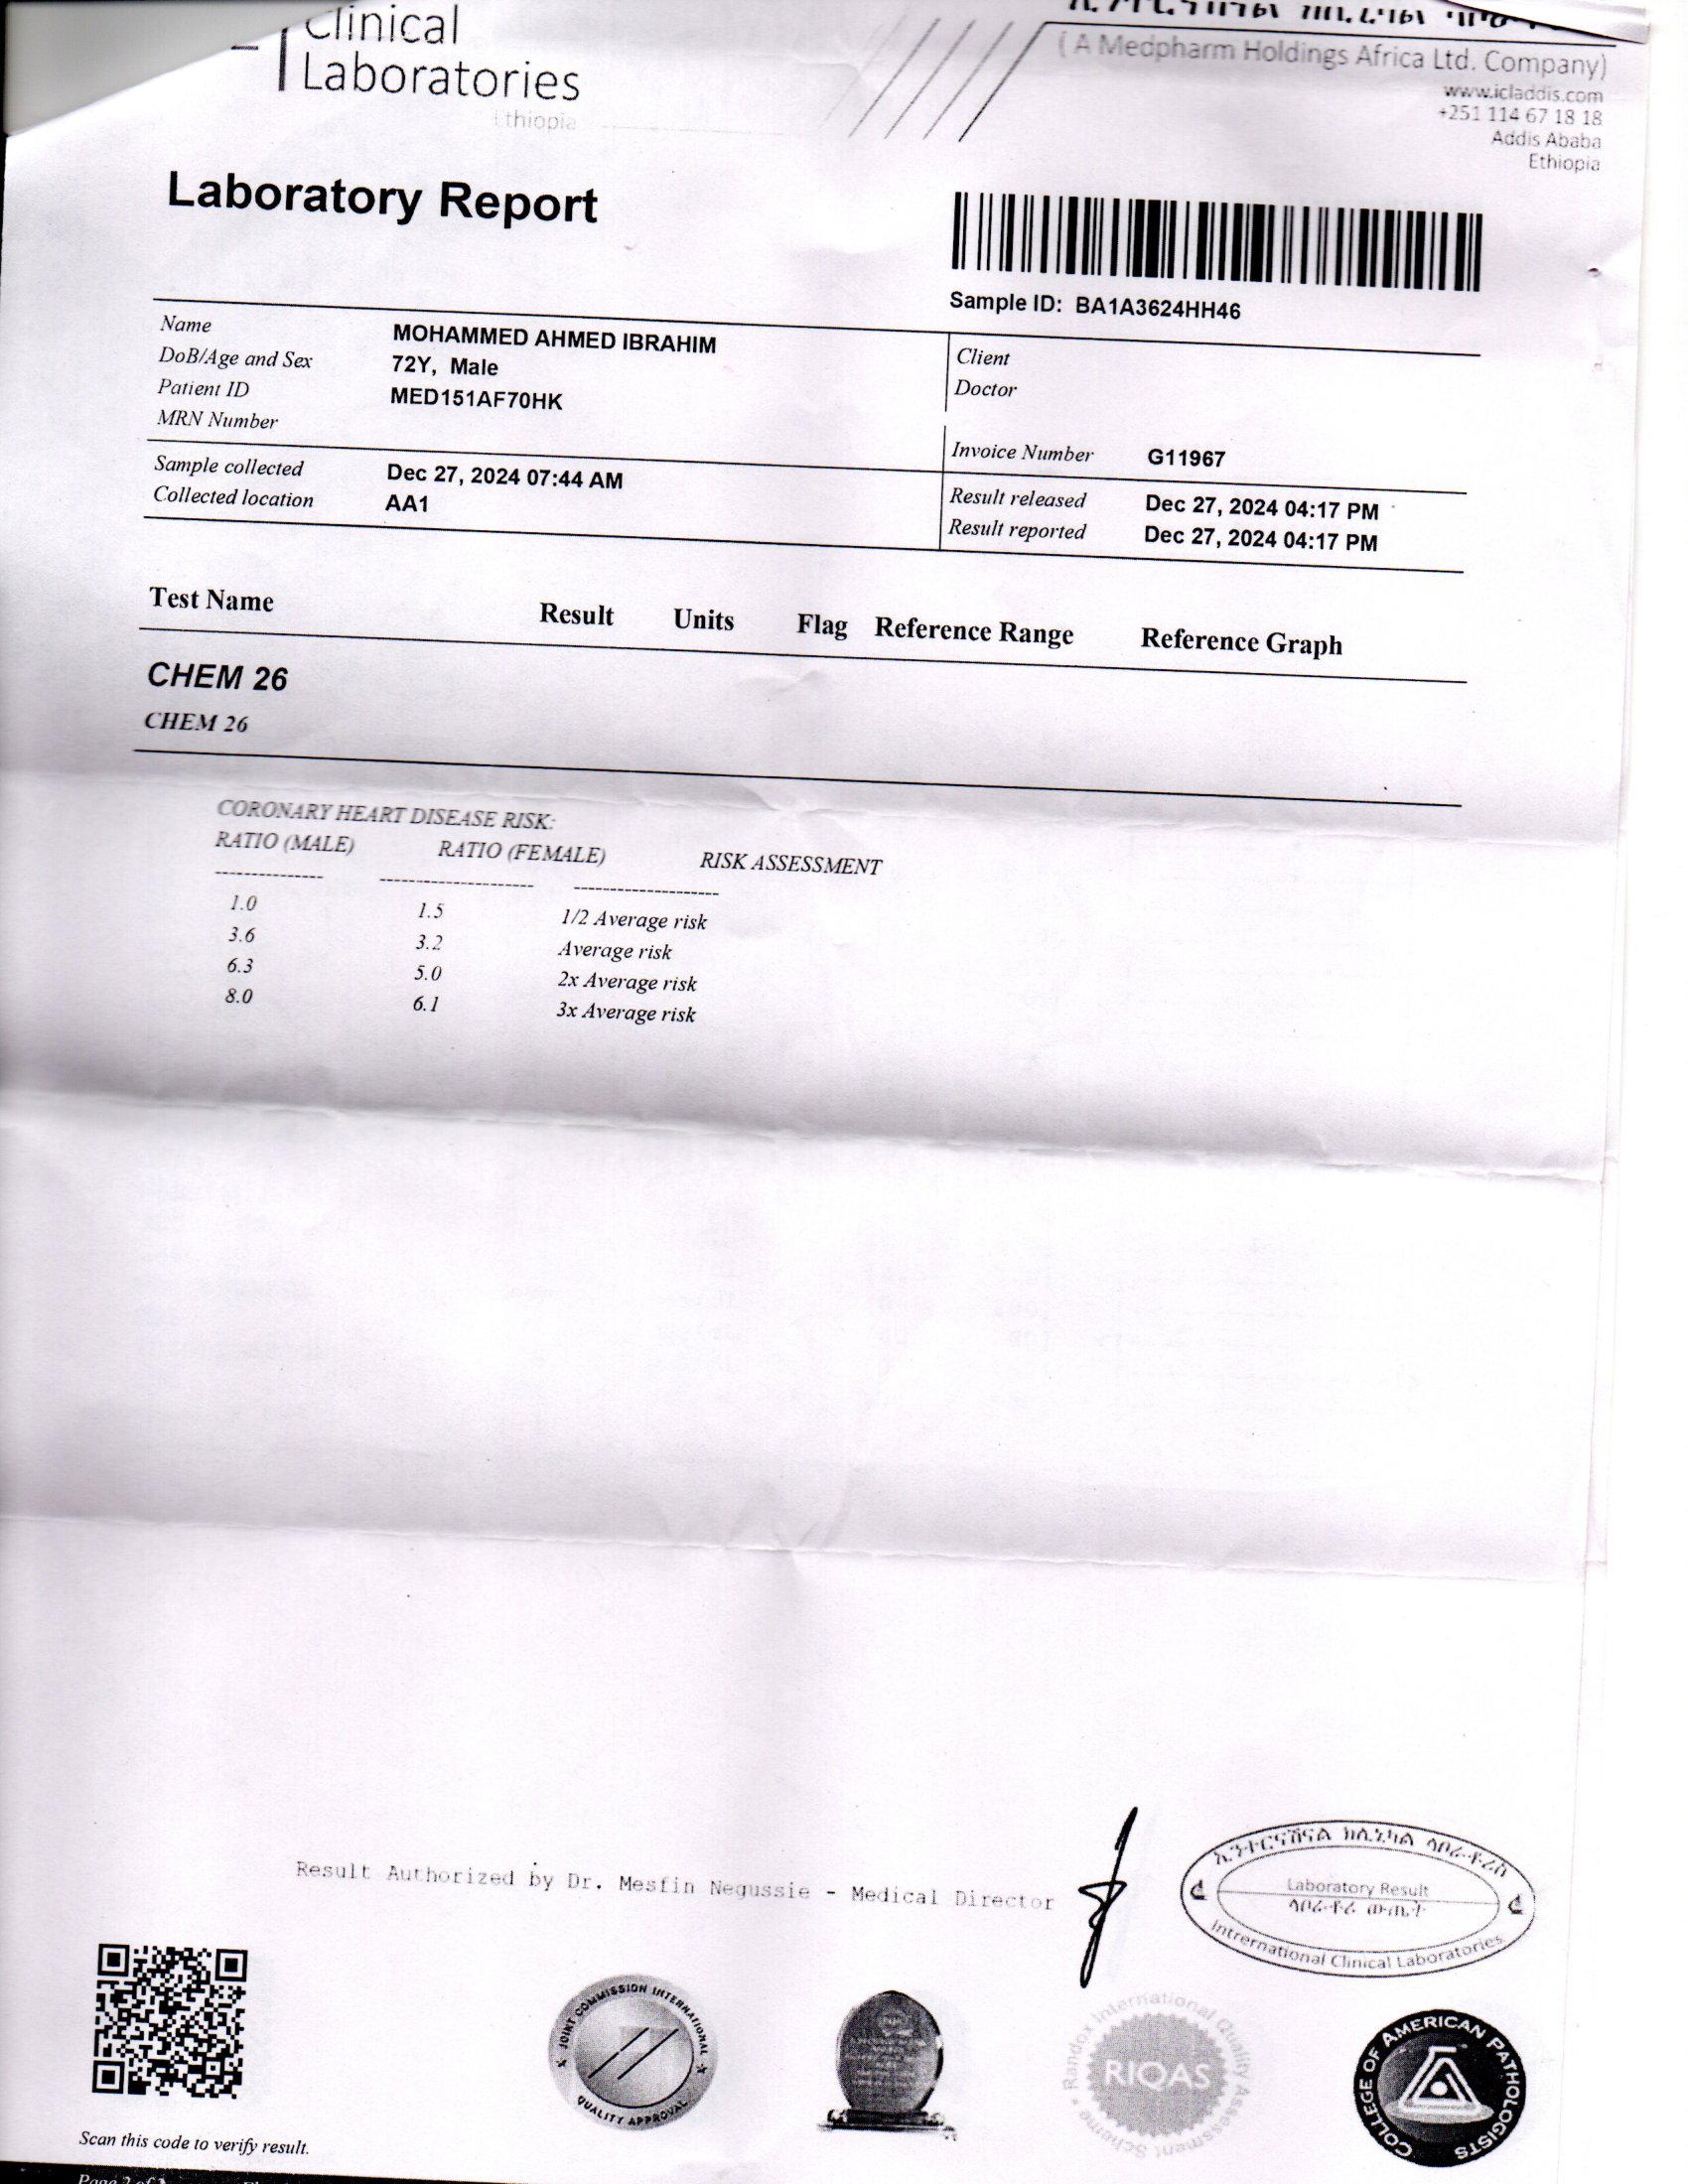 Clinical
Laboratories
Ethiopia
( A Medpharm Holdings Africa Ltd. Company)
www.icladdis.com
+251 114 67 18 18
Addis Ababa
Ethiopia
Laboratory Report
Sample ID: BA1A3624HH46
Name MOHAMMED AHMED IBRAHIM
DoB/Age and Sex 72Y, Male
Patient ID MED151AF70HK
MRN Number
Client
Doctor
Invoice Number G11967
Sample collected Dec 27, 2024 07:44 AM
Collected location AA1
Result released Dec 27, 2024 04:17 PM
Result reported Dec 27, 2024 04:17 PM
Test Name Result Units Flag Reference Range Reference Graph
CHEM 26
CHEM 26
CORONARY HEART DISEASE RISK:
RATIO (MALE) RATIO (FEMALE) RISK ASSESSMENT
--------------- --------------------- --------------------
1.0 1.5 1/2 Average risk
3.6 3.2 Average risk
6.3 5.0 2x Average risk
8.0 6.1 3x Average risk
Result Authorized by Dr. Mesfin Negussie - Medical Director
ኢንተርናሽናል ክሊኒካል ላቦራቶሪስ
Laboratory Result
ላቦራቶሪ ውጤት
Intrernational Clinical Laboratories
JOINT COMMISSION INTERNATIONAL
QUALITY APPROVAL
Randox International Quality Assessment Scheme
RIQAS
COLLEGE OF AMERICAN PATHOLOGISTS
Scan this code to verify result.
Page 2 of